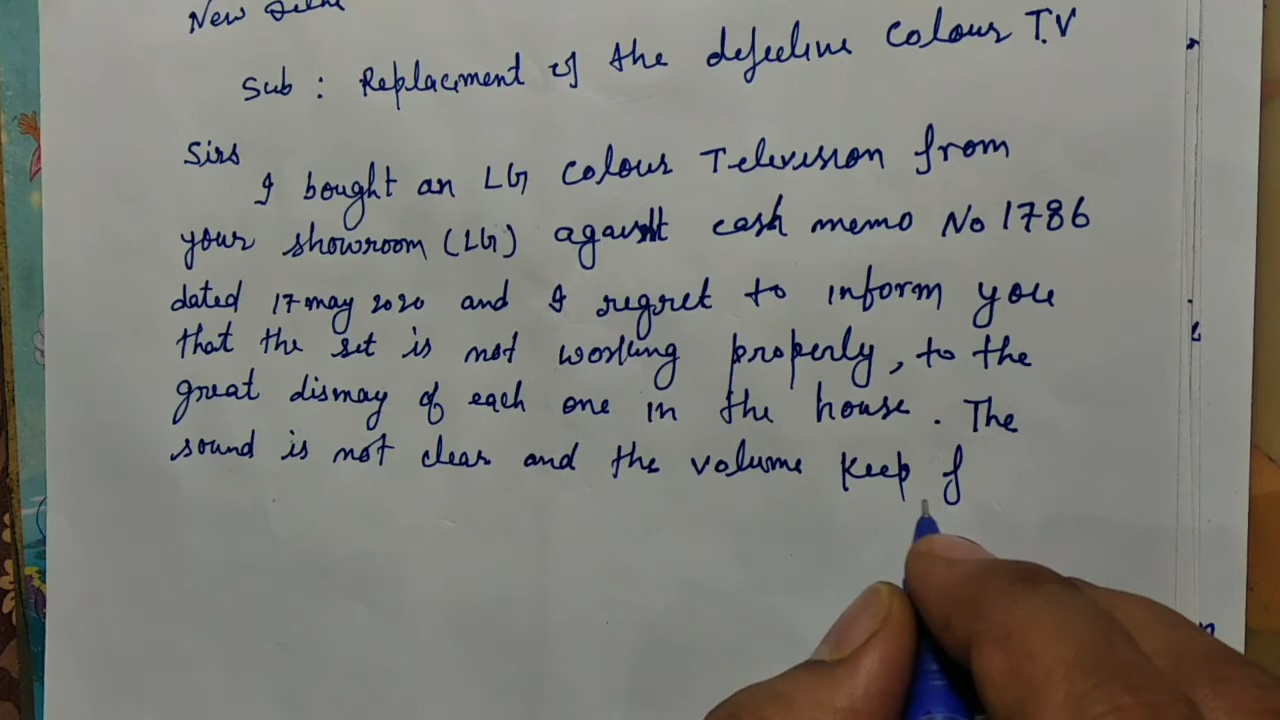 New Delhi
Sub : Replacement of the defective Colour T.V
Sirs
I bought an LG Colour Television from
your showroom (LG) against cash memo No 1786
dated 17 may 2020 and I regret to inform you
that the set is not working properly, to the
great dismay of each one in the house. The
sound is not clear and the volume keep f